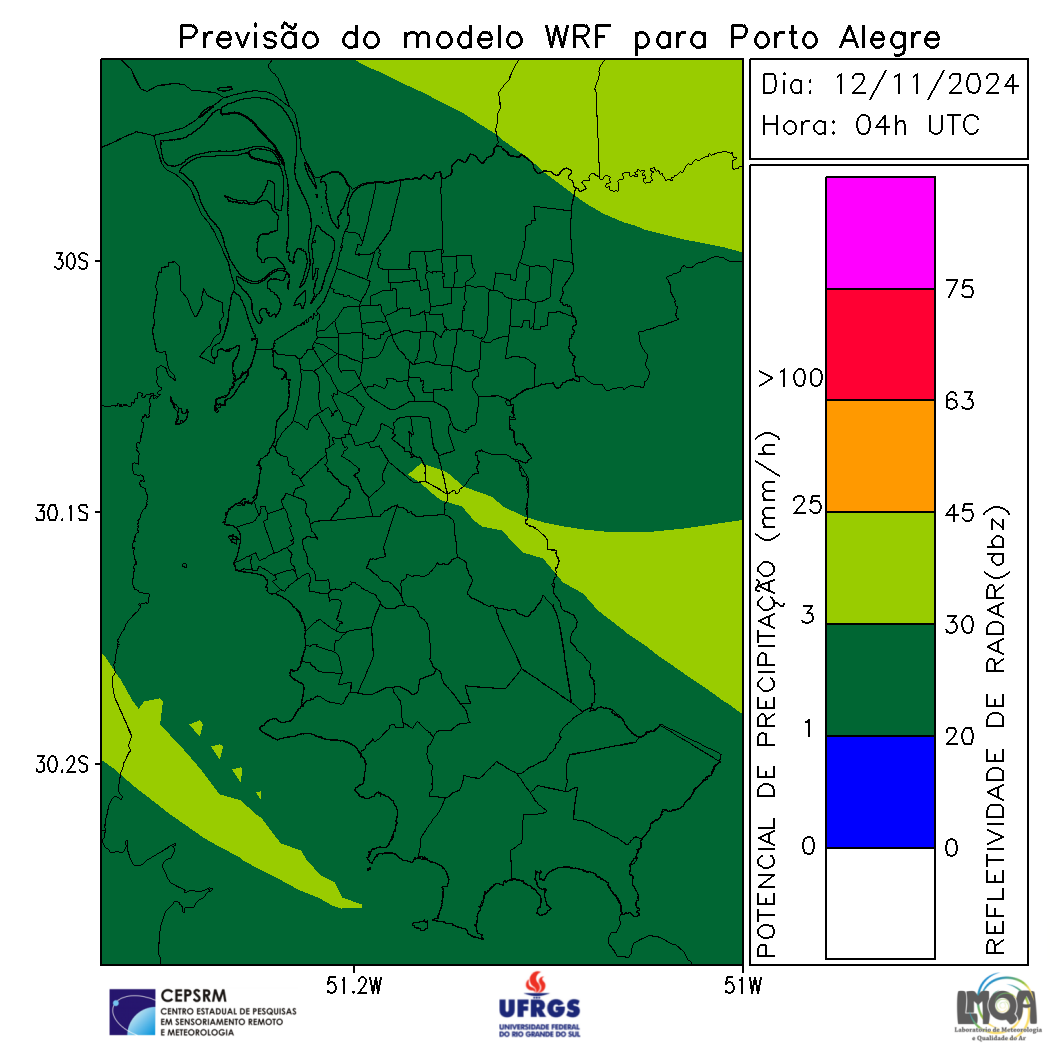 Previsão do modelo WRF para Porto Alegre
Dia: 12/11/2024
Hora: 04h UTC
30S
30.1S
30.2S
51.2W
51W
POTENCIAL DE PRECIPITAÇÃO (mm/h)
>100
25
3
1
0
75
63
45
30
20
0
REFLETIVIDADE DE RADAR(dbz)
CEPSRM
CENTRO ESTADUAL DE PESQUISAS
EM SENSORIAMENTO REMOTO
E METEOROLOGIA
UFRGS
UNIVERSIDADE FEDERAL
DO RIO GRANDE DO SUL
LMQA
Laboratório de Meteorologia
e Qualidade do Ar